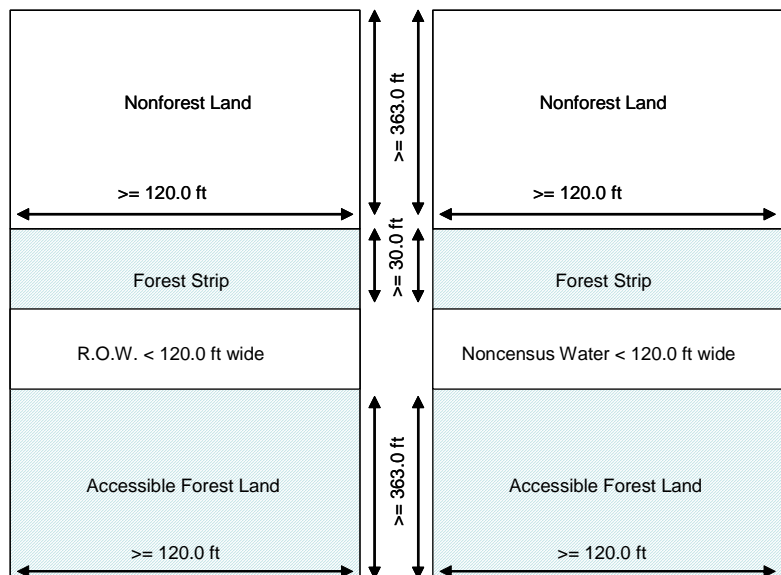 Nonforest Land
>= 120.0 ft
>= 363.0 ft
Nonforest Land
>= 120.0 ft
Forest Strip
>= 30.0 ft
Forest Strip
R.O.W. < 120.0 ft wide
Noncensus Water < 120.0 ft wide
Accessible Forest Land
>= 120.0 ft
>= 363.0 ft
Accessible Forest Land
>= 120.0 ft